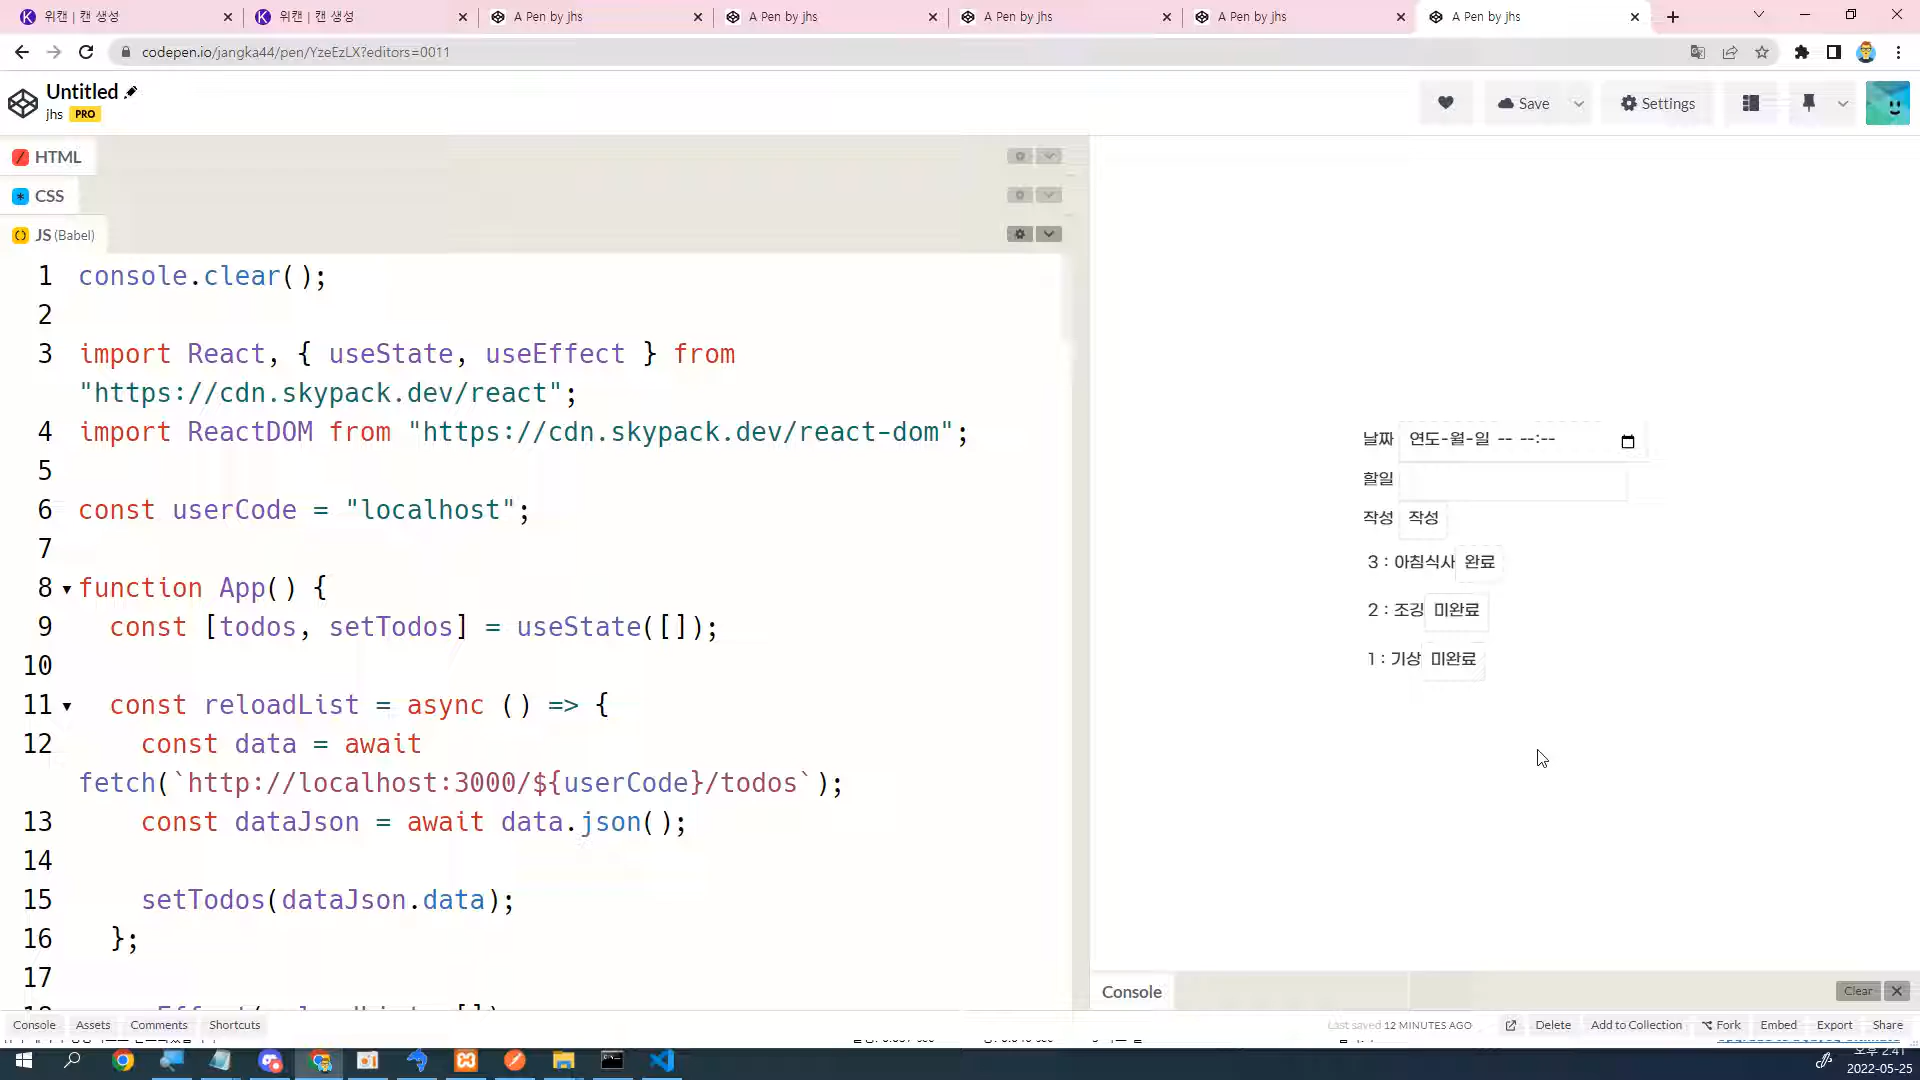 위캔 | 캔 생성
위캔 | 캔 생성
A Pen by jhs
A Pen by jhs
A Pen by jhs
A Pen by jhs
A Pen by jhs
codepen.io/jangka44/pen/YzeEzLX?editors=0011
Untitled
jhs PRO
Save
Settings
HTML
CSS
JS (Babel)
1 console.clear();
2
3 import React, { useState, useEffect } from
"https://cdn.skypack.dev/react";
4 import ReactDOM from "https://cdn.skypack.dev/react-dom";
5
6 const userCode = "localhost";
7
8 function App() {
9 const [todos, setTodos] = useState([]);
10
11 const reloadList = async () => {
12 const data = await
fetch(`http://localhost:3000/${userCode}/todos`);
13 const dataJson = await data.json();
14
15 setTodos(dataJson.data);
16 };
17
날짜 연도-월-일 -- --:--
할일
작성 작성
3 : 아침식사 완료
2 : 조깅 미완료
1 : 기상 미완료
Console
Clear
Console
Assets
Comments
Shortcuts
Last saved 12 MINUTES AGO
Delete
Add to Collection
Fork
Embed
Export
Share
오후 2:41
2022-05-25